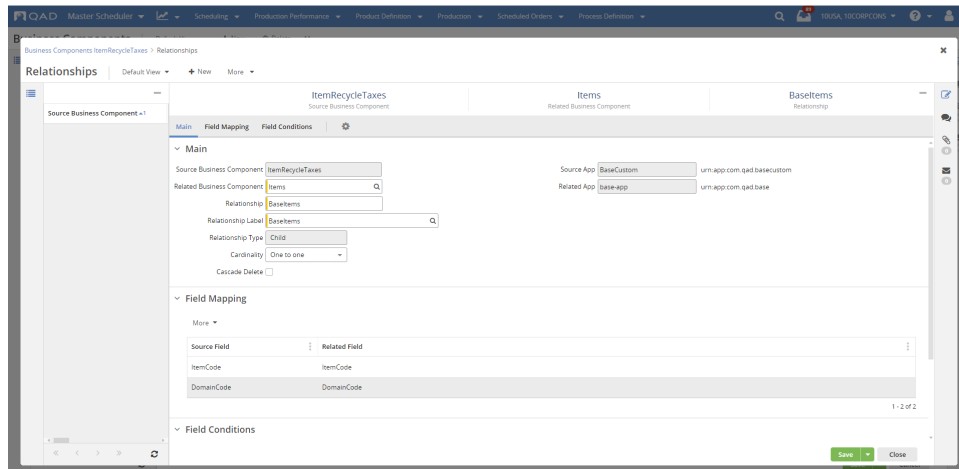 QAD Master Scheduler Scheduling Production Performance Product Definition Production Scheduled Orders Process Definition 10USA, 10CORPCONS
Business Components ItemRecycleTaxes > Relationships
Relationships Default View + New More
ItemRecycleTaxes Items BaseItems
Source Business Component Related Business Component Relationship
Source Business Component 1
Main Field Mapping Field Conditions
Main
Source Business Component ItemRecycleTaxes Source App BaseCustom urn:app:com.qad.basecustom
Related Business Component Items Related App base-app urn:app:com.qad.base
Relationship BaseItems
Relationship Label BaseItems
Relationship Type Child
Cardinality One to one
Cascade Delete
Field Mapping
More
Source Field Related Field
ItemCode ItemCode
DomainCode DomainCode
1 - 2 of 2
Field Conditions
Save Close